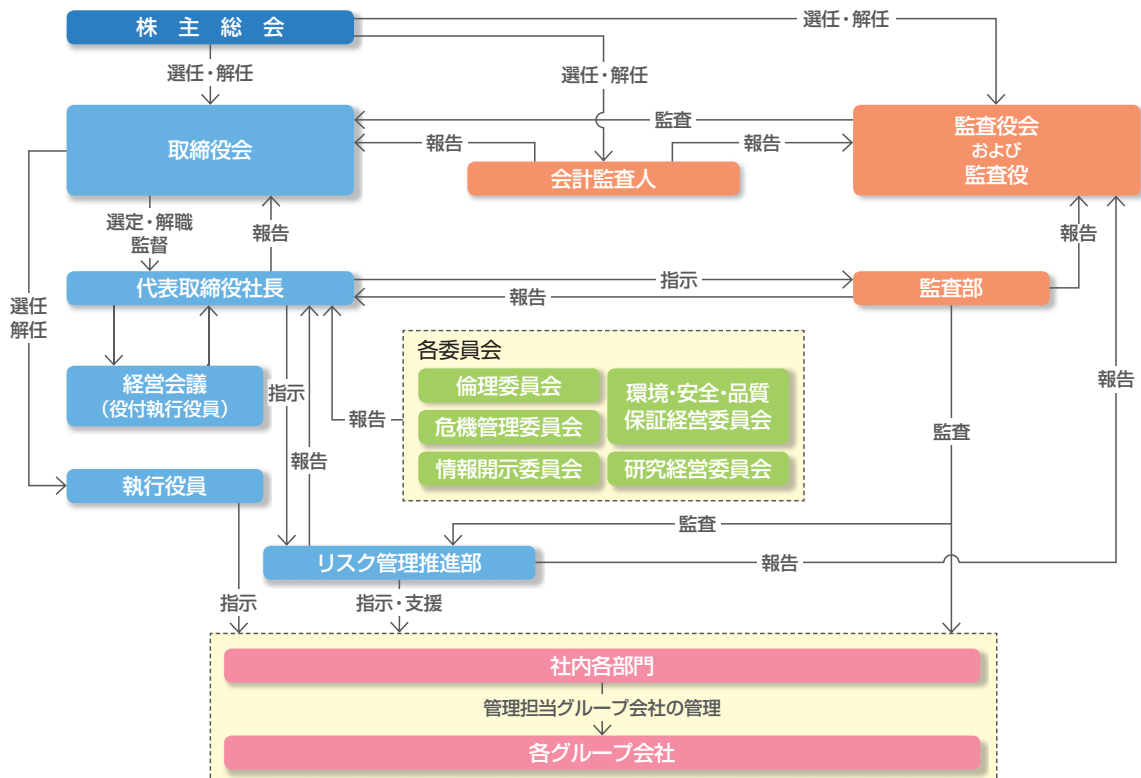 株主総会
選任・解任
選任・解任
選任・解任
取締役会
監査
監査役会
および
監査役
報告
報告
会計監査人
選定・解職
監督
報告
報告
代表取締役社長
指示
報告
監査部
選任
解任
各委員会
倫理委員会
環境・安全・品質
保証経営委員会
危機管理委員会
情報開示委員会
研究経営委員会
経営会議
（役付執行役員）
指示
報告
報告
報告
監査
執行役員
監査
リスク管理推進部
報告
指示
指示・支援
社内各部門
管理担当グループ会社の管理
各グループ会社